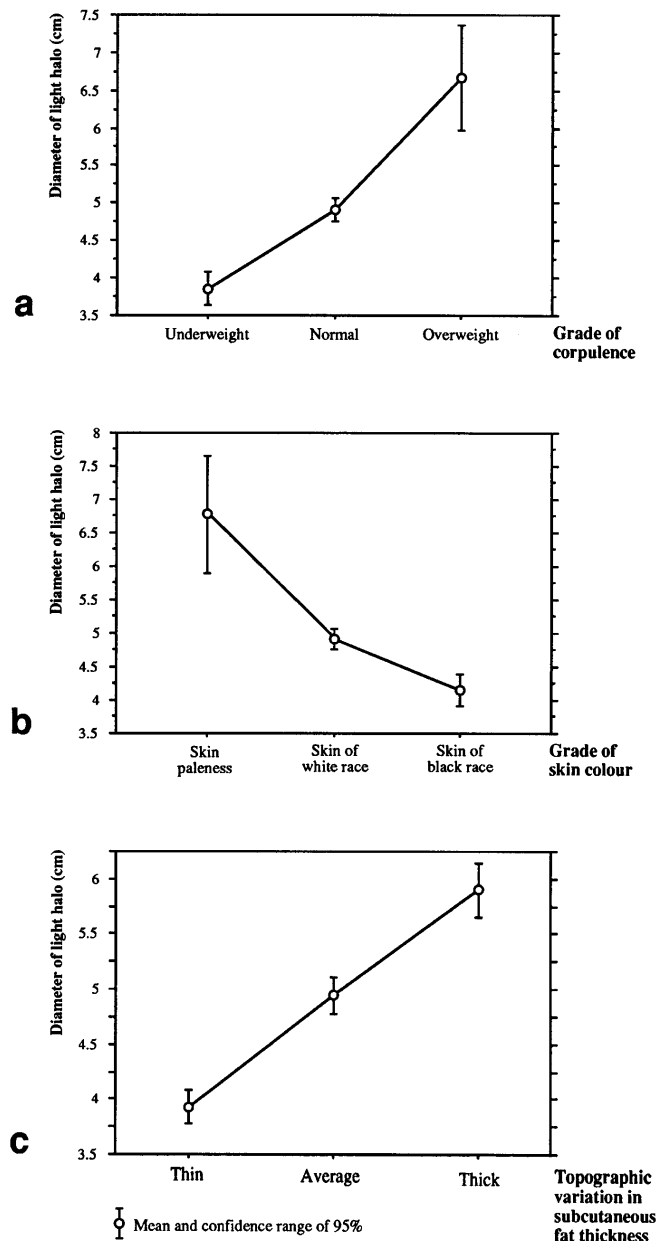 Diameter of light halo (cm)
7.5
7
6.5
6
5.5
5
4.5
4
3.5
a
Underweight
Normal
Overweight
Grade of
corpulence
Diameter of light halo (cm)
8
7.5
7
6.5
6
5.5
5
4.5
4
3.5
b
Skin
paleness
Skin of
white race
Skin of
black race
Grade of
skin colour
Diameter of light halo (cm)
6
5.5
5
4.5
4
3.5
c
Thin
Average
Thick
Topographic
variation in
subcutaneous
fat thickness
Mean and confidence range of 95%